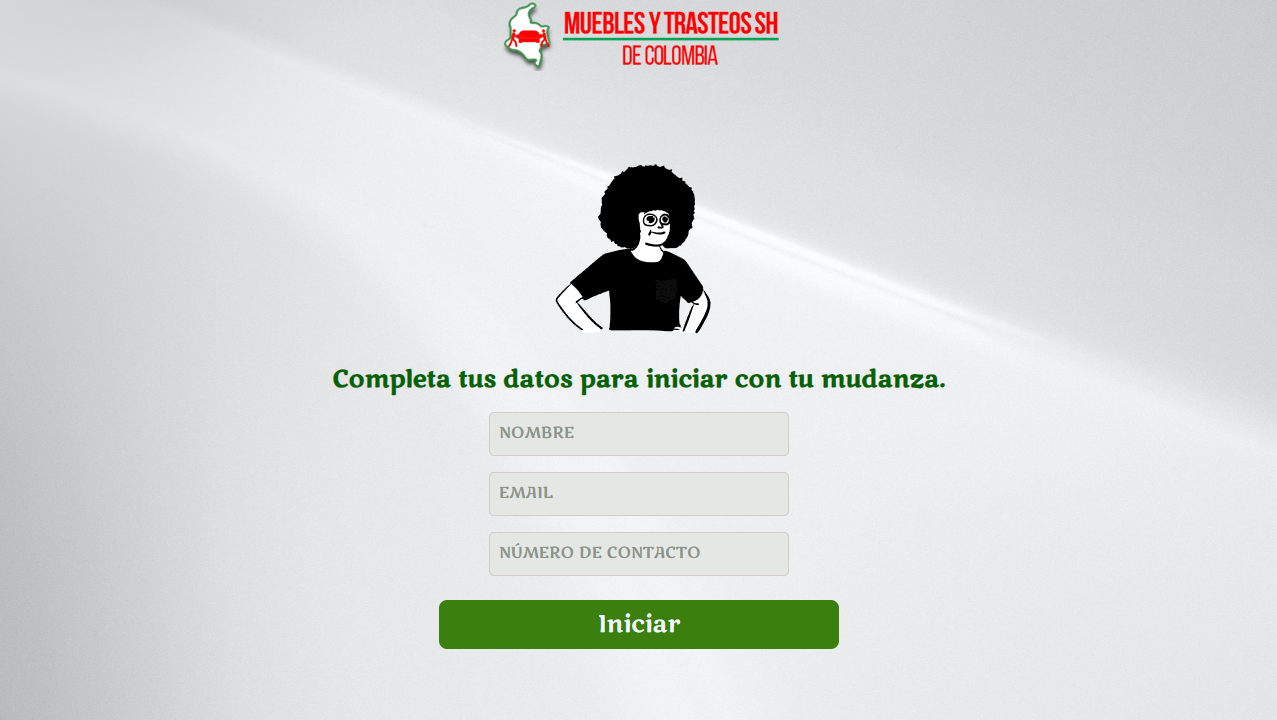 MUEBLES Y TRASTEOS SH
DE COLOMBIA
Completa tus datos para iniciar con tu mudanza.
NOMBRE
EMAIL
NÚMERO DE CONTACTO
Iniciar